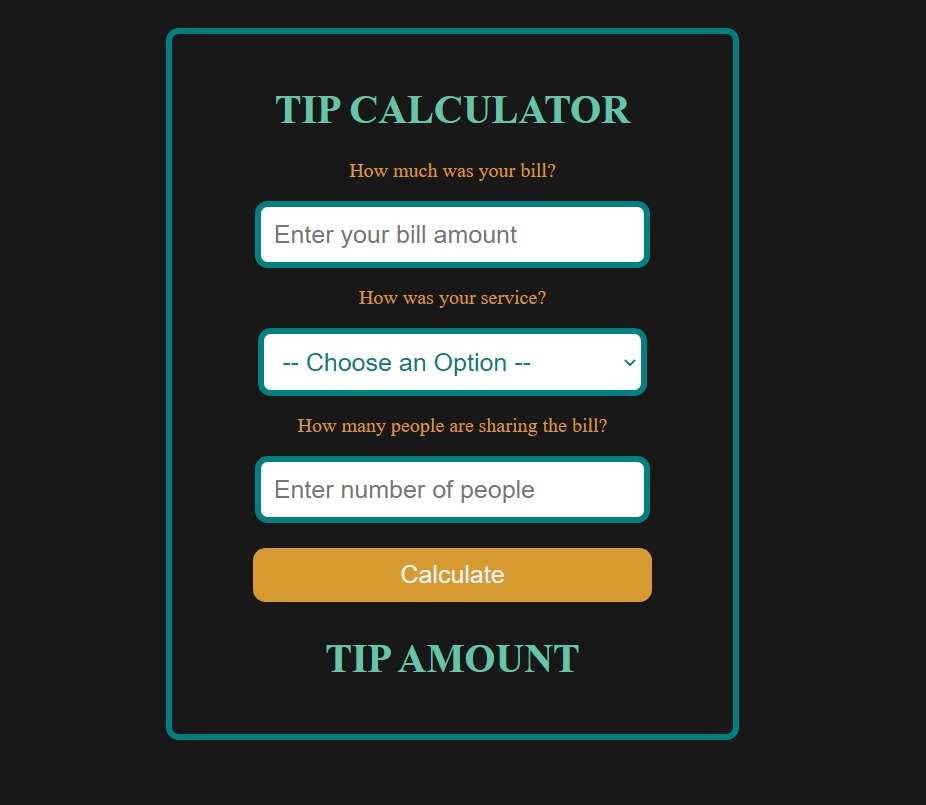 TIP CALCULATOR
How much was your bill?
Enter your bill amount
How was your service?
-- Choose an Option --
How many people are sharing the bill?
Enter number of people
Calculate
TIP AMOUNT